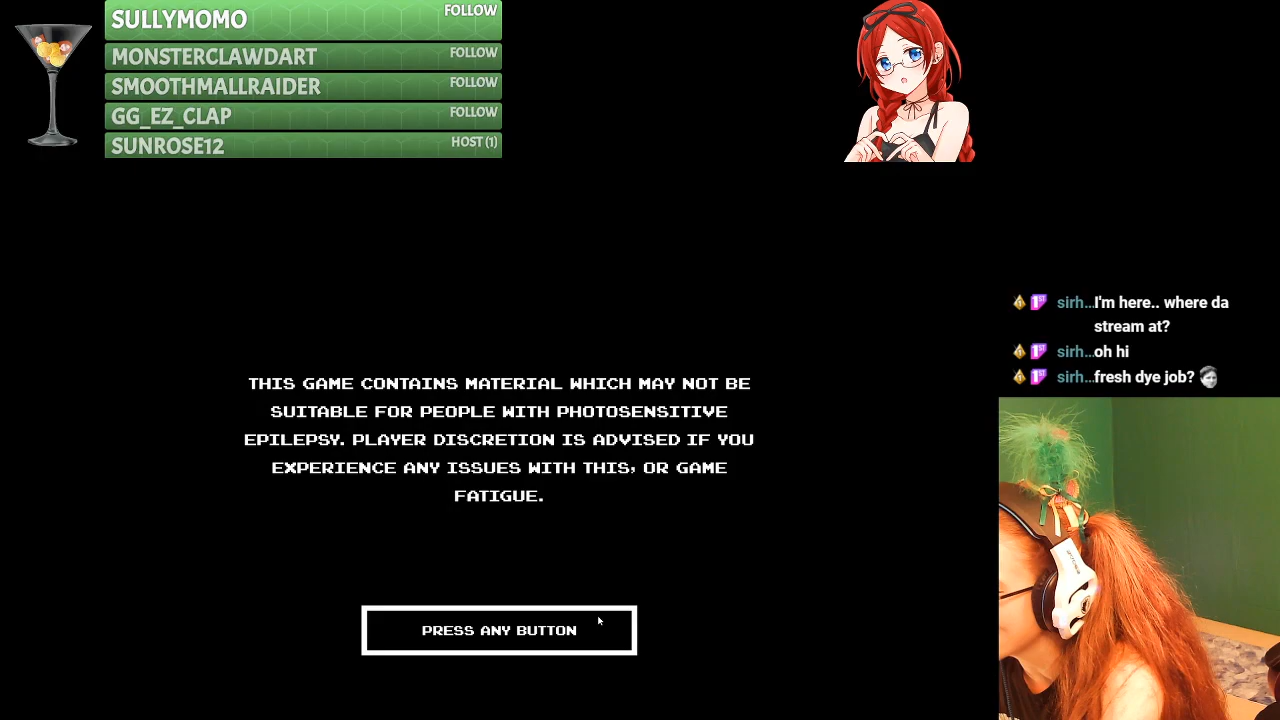 SULLYMOMO FOLLOW
MONSTERCLAWDART FOLLOW
SMOOTHMALLRAIDER FOLLOW
GG_EZ_CLAP FOLLOW
SUNROSE12 HOST (1)
sirh... I'm here.. where da
stream at?
sirh... oh hi
sirh... fresh dye job?
THIS GAME CONTAINS MATERIAL WHICH MAY NOT BE
SUITABLE FOR PEOPLE WITH PHOTOSENSITIVE
EPILEPSY. PLAYER DISCRETION IS ADVISED IF YOU
EXPERIENCE ANY ISSUES WITH THIS, OR GAME
FATIGUE.
PRESS ANY BUTTON